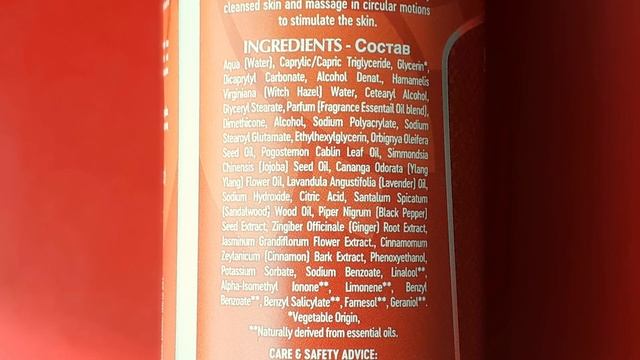 cleansed skin and massage in circular motions
to stimulate the skin.
INGREDIENTS - Состав
Aqua (Water), Caprylic/Capric Triglyceride, Glycerin*,
Dicaprylyl Carbonate, Alcohol Denat., Hamamelis
Virginiana (Witch Hazel) Water, Cetearyl Alcohol,
Glyceryl Stearate, Parfum (Fragrance Essentail Oil blend),
Dimethicone, Alcohol, Sodium Polyacrylate, Sodium
Stearoyl Glutamate, Ethylhexylglycerin, Orbignya Oleifera
Seed Oil, Pogostemon Cablin Leaf Oil, Simmondsia
Chinensis (Jojoba) Seed Oil, Cananga Odorata (Ylang
Ylang) Flower Oil, Lavandula Angustifolia (Lavender) Oil,
Sodium Hydroxide, Citric Acid, Santalum Spicatum
(Sandalwood) Wood Oil, Piper Nigrum (Black Pepper)
Seed Extract, Zingiber Officinale (Ginger) Root Extract,
Jasminum Grandiflorum Flower Extract., Cinnamomum
Zeylanicum (Cinnamon) Bark Extract, Phenoxyethanol,
Potassium Sorbate, Sodium Benzoate, Linalool**,
Alpha-Isomethyl Ionone**, Limonene**, Benzyl
Benzoate**, Benzyl Salicylate**, Farnesol**, Geraniol**.
*Vegetable Origin,
**Naturally derived from essential oils.
CARE & SAFETY ADVICE: